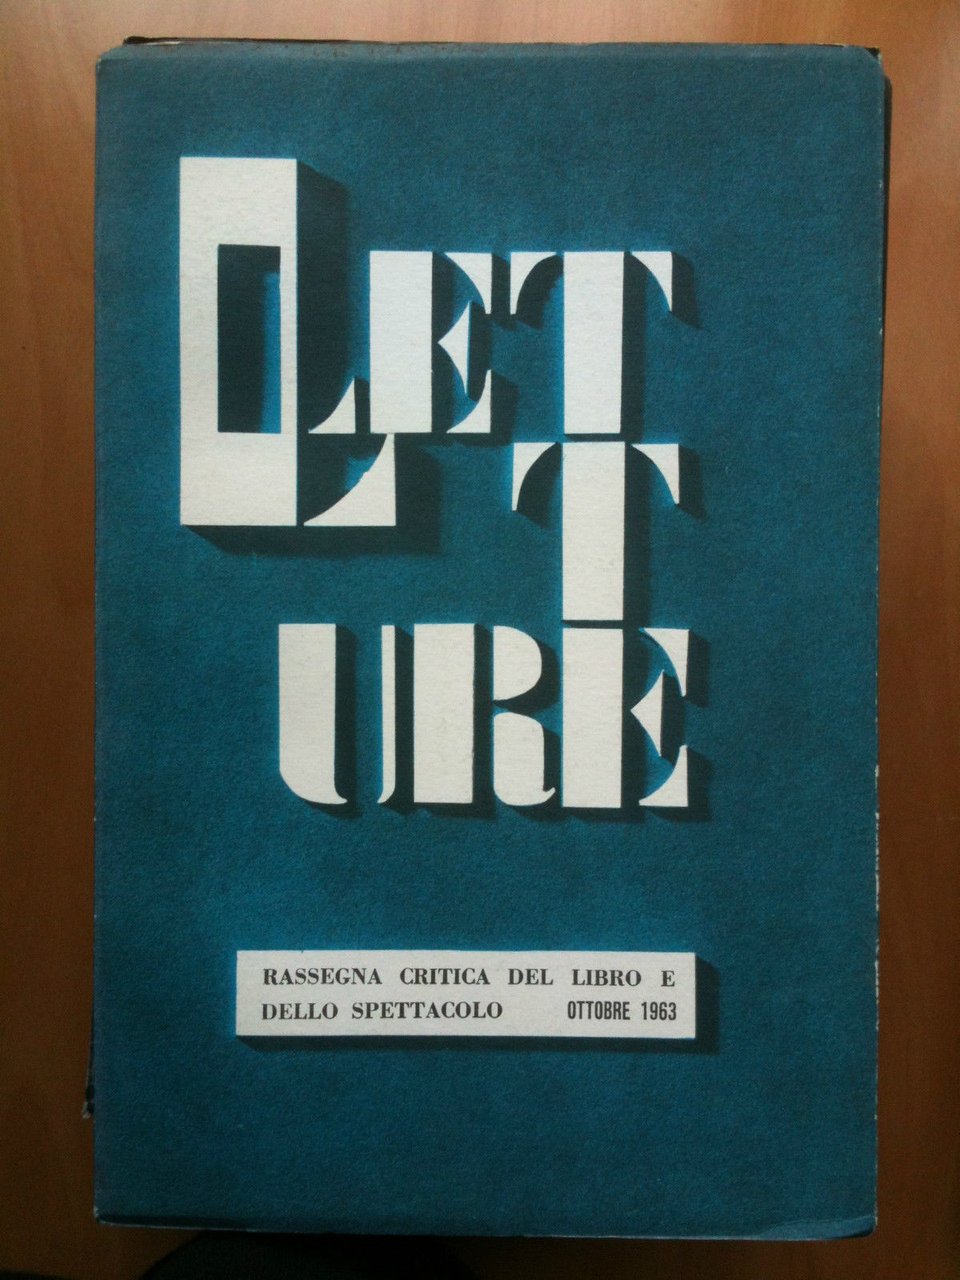 LET
T
URE
RASSEGNA CRITICA DEL LIBRO E
DELLO SPETTACOLO OTTOBRE 1963